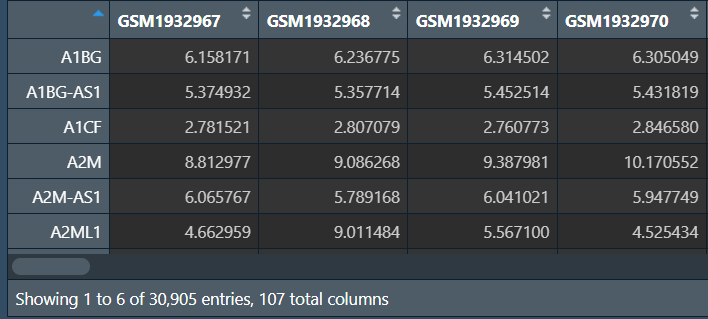 GSM1932967 GSM1932968 GSM1932969 GSM1932970
A1BG 6.158171 6.236775 6.314502 6.305049
A1BG-AS1 5.374932 5.357714 5.452514 5.431819
A1CF 2.781521 2.807079 2.760773 2.846580
A2M 8.812977 9.086268 9.387981 10.170552
A2M-AS1 6.065767 5.789168 6.041021 5.947749
A2ML1 4.662959 9.011484 5.567100 4.525434
Showing 1 to 6 of 30,905 entries, 107 total columns